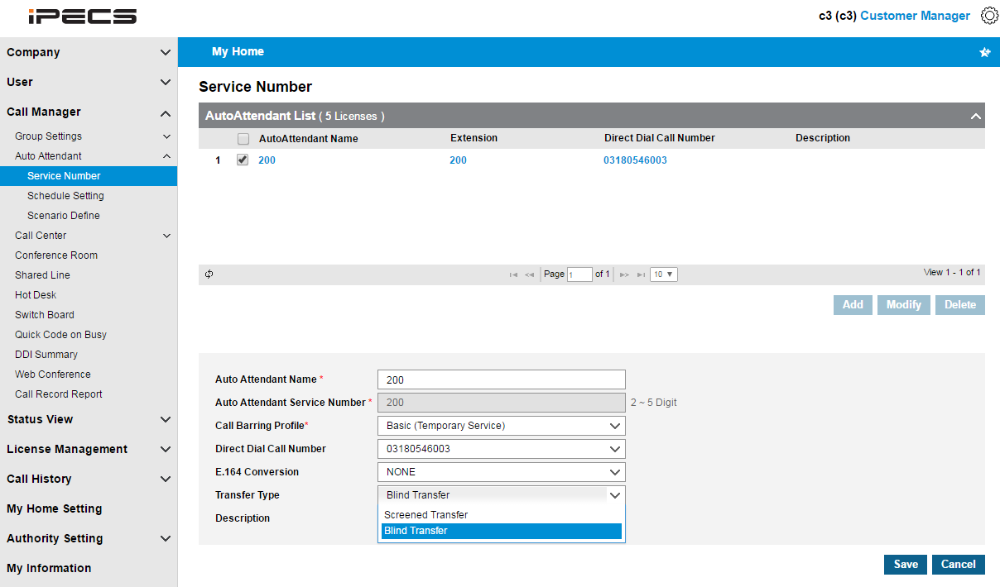 iPECS
c3 (c3) Customer Manager
Company
User
Call Manager
Group Settings
Auto Attendant
Service Number
Schedule Setting
Scenario Define
Call Center
Conference Room
Shared Line
Hot Desk
Switch Board
Quick Code on Busy
DDI Summary
Web Conference
Call Record Report
Status View
License Management
Call History
My Home Setting
Authority Setting
My Information
My Home
Service Number
AutoAttendant List ( 5 Licenses )
AutoAttendant Name Extension Direct Dial Call Number Description
1 200 200 03180546003
Page 1 of 1 10 View 1 - 1 of 1
Add Modify Delete
Auto Attendant Name * 200
Auto Attendant Service Number * 200 2 ~ 5 Digit
Call Barring Profile* Basic (Temporary Service)
Direct Dial Call Number 03180546003
E.164 Conversion NONE
Transfer Type Blind Transfer
Screened Transfer
Description
Blind Transfer
Save Cancel